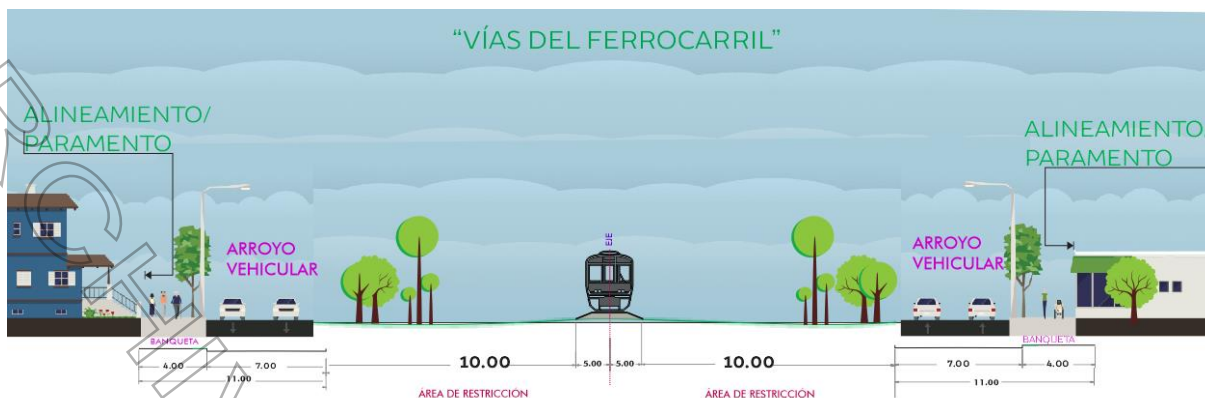 “VÍAS DEL FERROCARRIL”
ALINEAMIENTO/
PARAMENTO
ALINEAMIENTO
PARAMENTO
EJE
ARROYO
VEHICULAR
ARROYO
VEHICULAR
BANQUETA
BANQUETA
4.00 7.00 10.00 5.00 5.00 10.00 7.00 4.00
11.00 11.00
ÁREA DE RESTRICCIÓN ÁREA DE RESTRICCIÓN